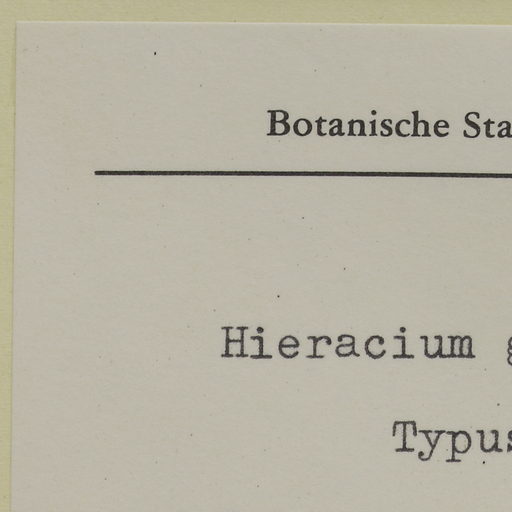 Botanische Sta
Hieracium g
Typus